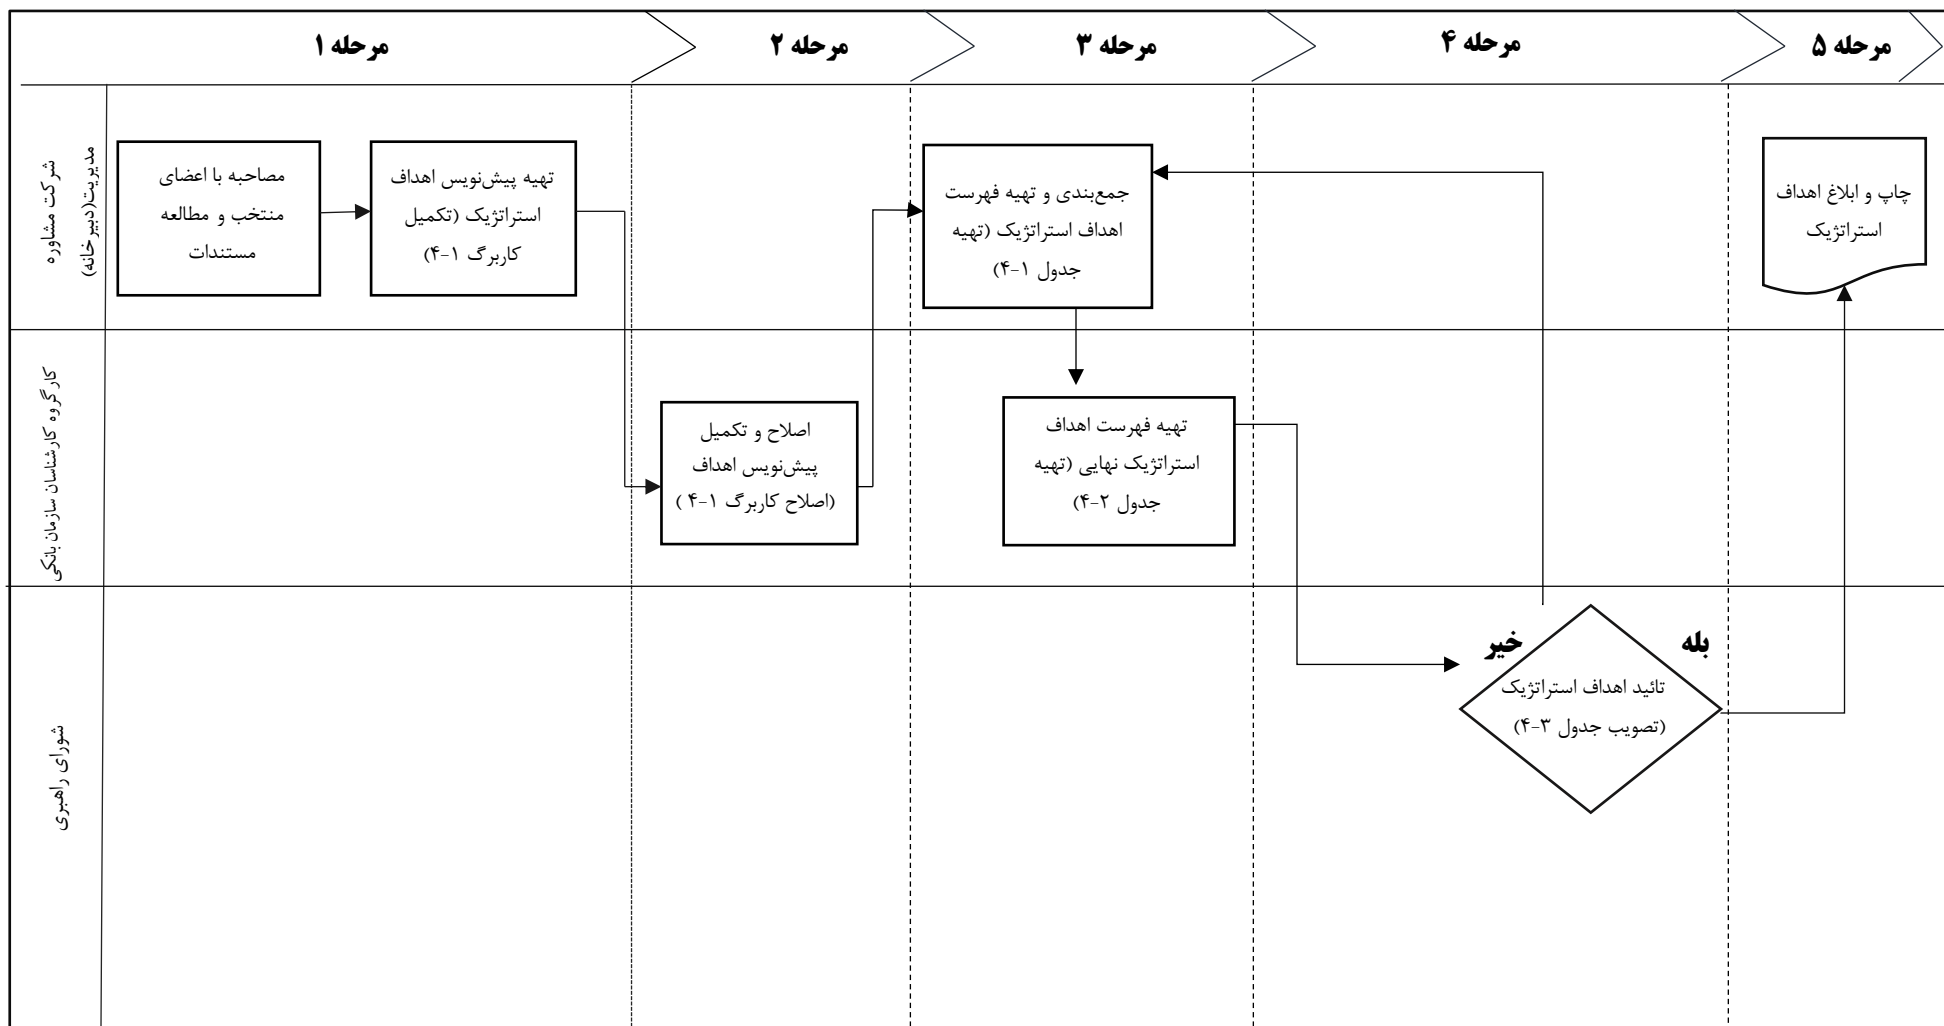 مرحله ۱
مرحله ۲
مرحله ۳
مرحله ۴
مرحله ۵
شرکت مشاوره
مدیریت(دبیرخانه)
مصاحبه با اعضای
منتخب و مطالعه
مستندات
تهیه پیش‌نویس اهداف
استراتژیک (تکمیل
کاربرگ ۱-۴)
جمع‌بندی و تهیه فهرست
اهداف استراتژیک (تهیه
جدول ۱-۴)
چاپ و ابلاغ اهداف
استراتژیک
کارگروه کارشناسان سازمان بانکی
اصلاح و تکمیل
پیش‌نویس اهداف
(اصلاح کاربرگ ۱-۴ )
تهیه فهرست اهداف
استراتژیک نهایی (تهیه
جدول ۲-۴)
شورای راهبری
خیر
بله
تائید اهداف استراتژیک
(تصویب جدول ۳-۴)